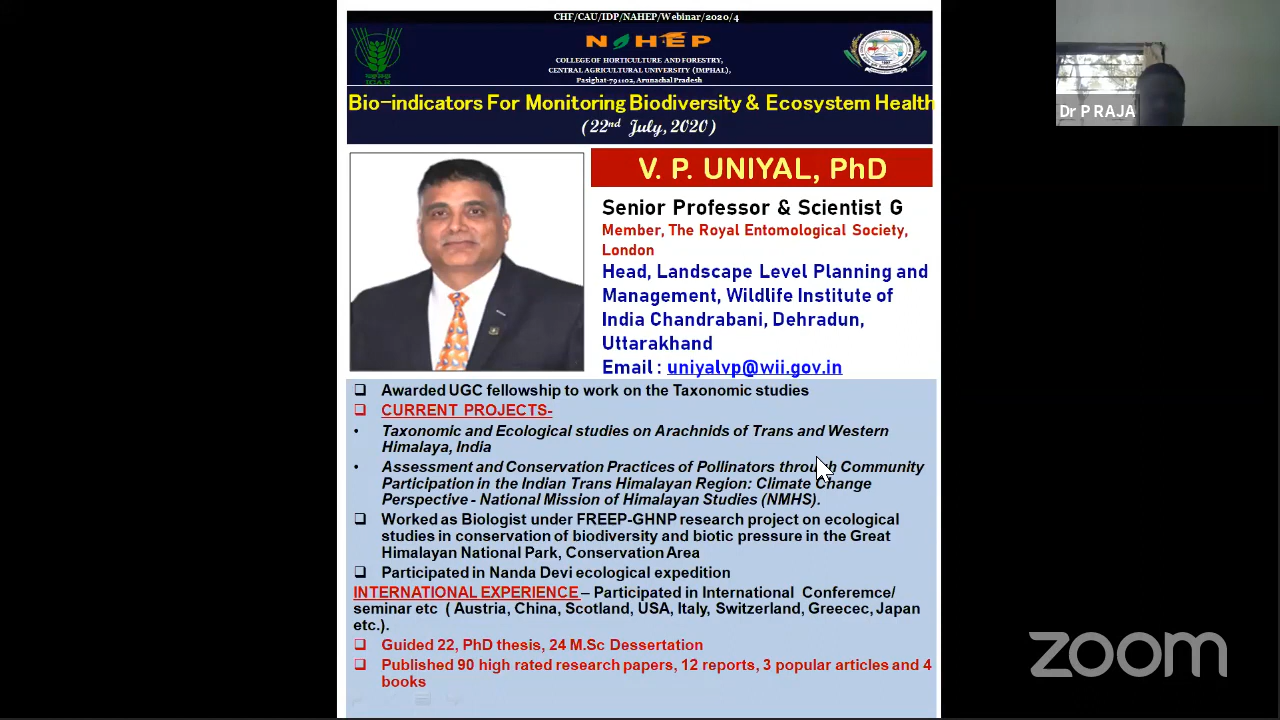 CHF/CAU/IDP/NAHEP/Webinar/2020/4
NAHEP
COLLEGE OF HORTICULTURE AND FORESTRY,
CENTRAL AGRICULTURAL UNIVERSITY (IMPHAL),
Pasighat-791102, Arunachal Pradesh
ICAR
Bio-indicators For Monitoring Biodiversity & Ecosystem Health
(22nd July, 2020)
Dr P RAJA
V. P. UNIYAL, PhD
Senior Professor & Scientist G
Member, The Royal Entomological Society,
London
Head, Landscape Level Planning and
Management, Wildlife Institute of
India Chandrabani, Dehradun,
Uttarakhand
Email : uniyalvp@wii.gov.in
❑ Awarded UGC fellowship to work on the Taxonomic studies
❑ CURRENT PROJECTS-
• Taxonomic and Ecological studies on Arachnids of Trans and Western
Himalaya, India
• Assessment and Conservation Practices of Pollinators through Community
Participation in the Indian Trans Himalayan Region: Climate Change
Perspective - National Mission of Himalayan Studies (NMHS).
❑ Worked as Biologist under FREEP-GHNP research project on ecological
studies in conservation of biodiversity and biotic pressure in the Great
Himalayan National Park, Conservation Area
❑ Participated in Nanda Devi ecological expedition
INTERNATIONAL EXPERIENCE – Participated in International Conferemce/
seminar etc ( Austria, China, Scotland, USA, Italy, Switzerland, Greecec, Japan
etc.).
❑ Guided 22, PhD thesis, 24 M.Sc Dessertation
❑ Published 90 high rated research papers, 12 reports, 3 popular articles and 4
books
zoom